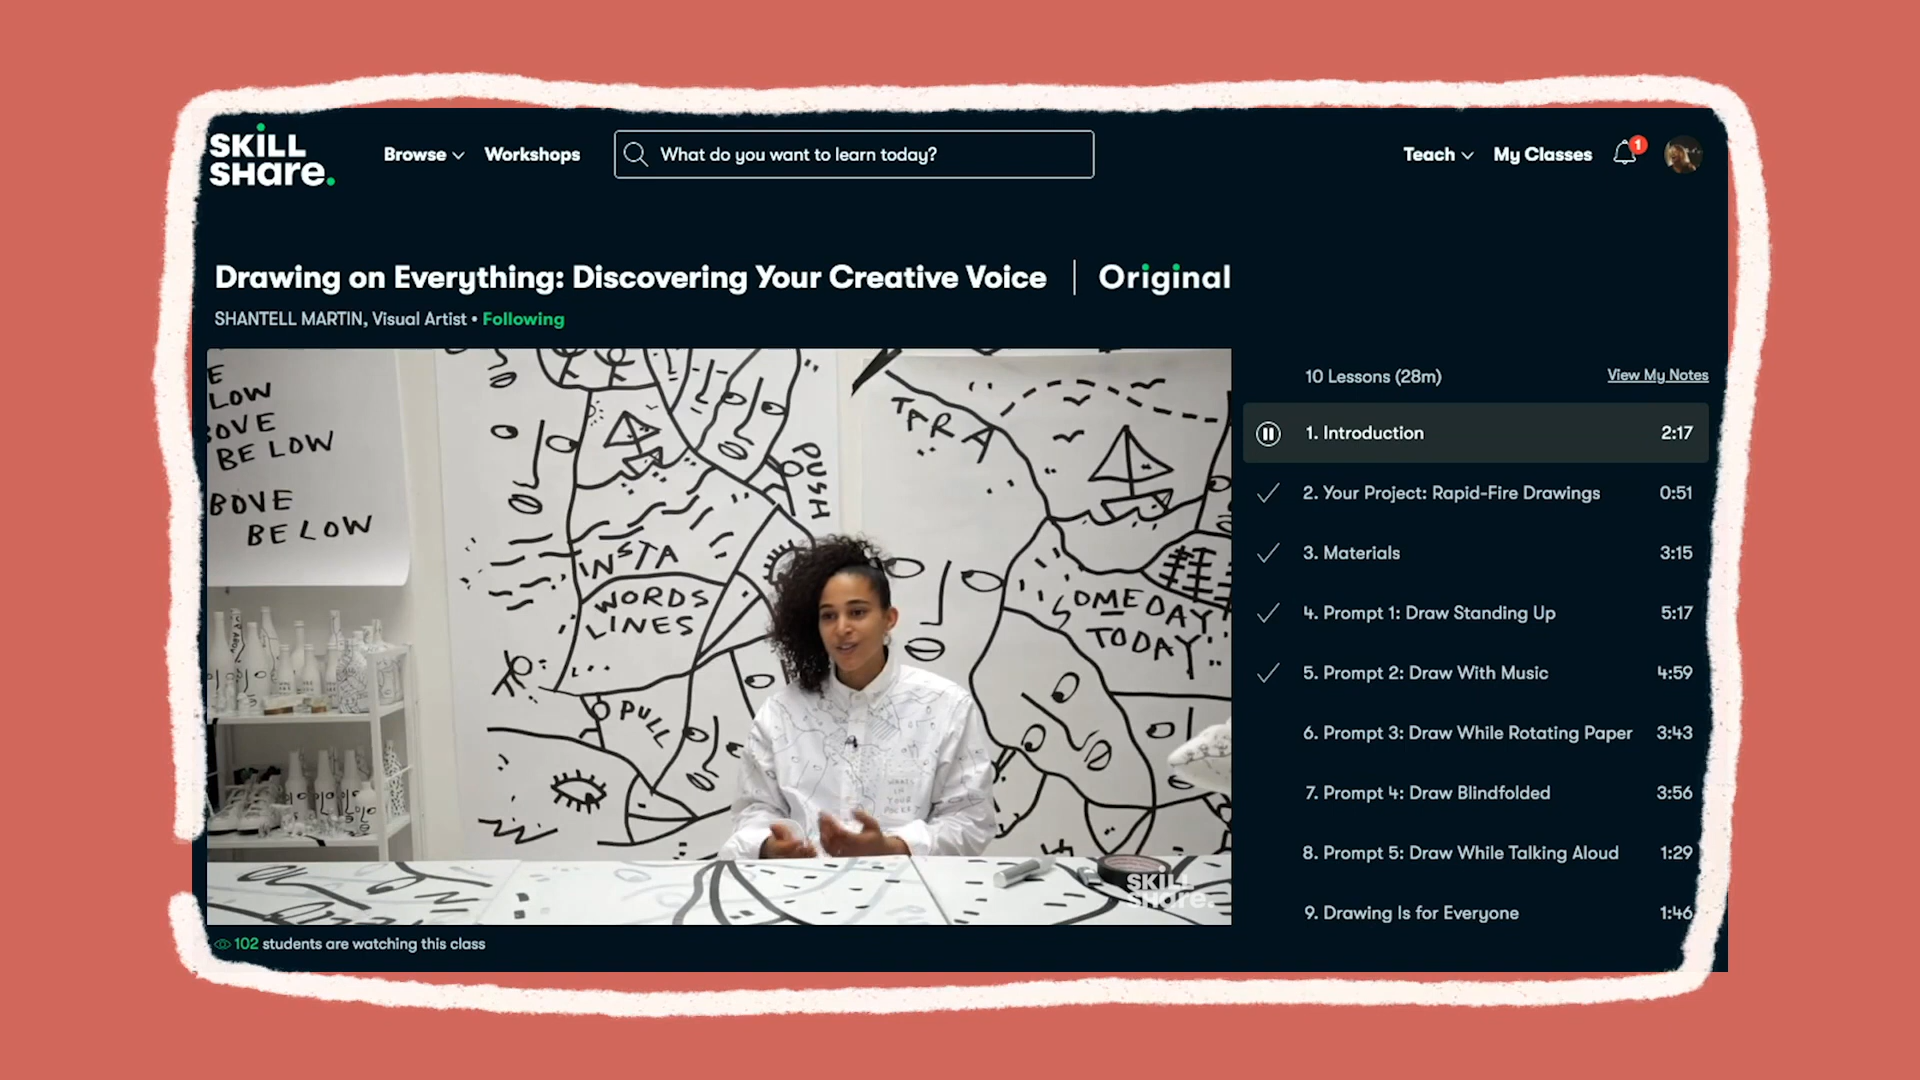 SKILL
SHare.
Browse
Workshops
What do you want to learn today?
Teach
My Classes
1
Drawing on Everything: Discovering Your Creative Voice | Original
SHANTELL MARTIN, Visual Artist • Following
LOW
BE LOW
BE LOW
TARA
PUSH
INSTA
WORDS
LINES
SOMEDAY
TODAY
PULL
WHAT'S
IN
YOUR
POCKET
SKILL
SHare.
10 Lessons (28m)
View My Notes
1. Introduction 2:17
2. Your Project: Rapid-Fire Drawings 0:51
3. Materials 3:15
4. Prompt 1: Draw Standing Up 5:17
5. Prompt 2: Draw With Music 4:59
6. Prompt 3: Draw While Rotating Paper 3:43
7. Prompt 4: Draw Blindfolded 3:56
8. Prompt 5: Draw While Talking Aloud 1:29
9. Drawing Is for Everyone 1:46
102 students are watching this class